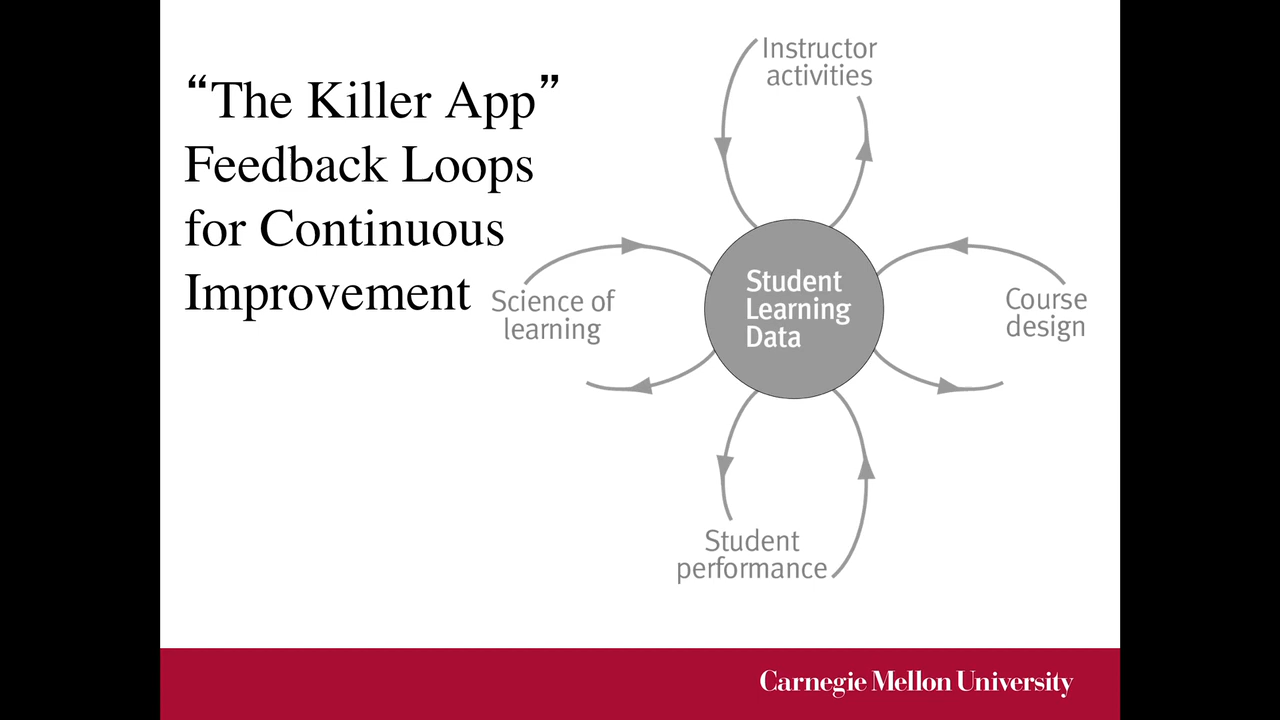 “The Killer App”
Feedback Loops
for Continuous
Improvement
Instructor
activities
Science of
learning
Student
Learning
Data
Course
design
Student
performance
Carnegie Mellon University